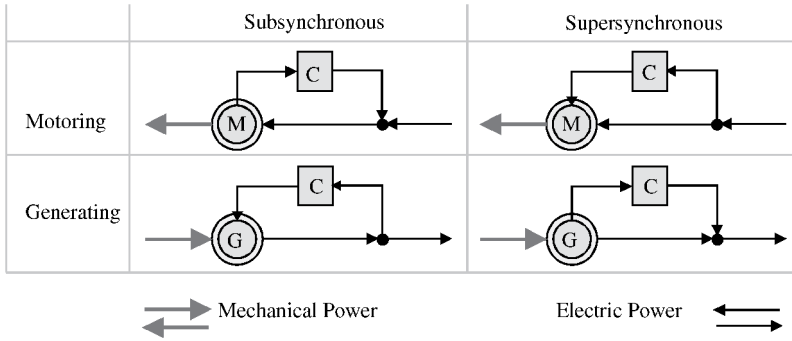 Subsynchronous
Supersynchronous
Motoring
C
M
C
M
Generating
C
G
C
G
Mechanical Power
Electric Power